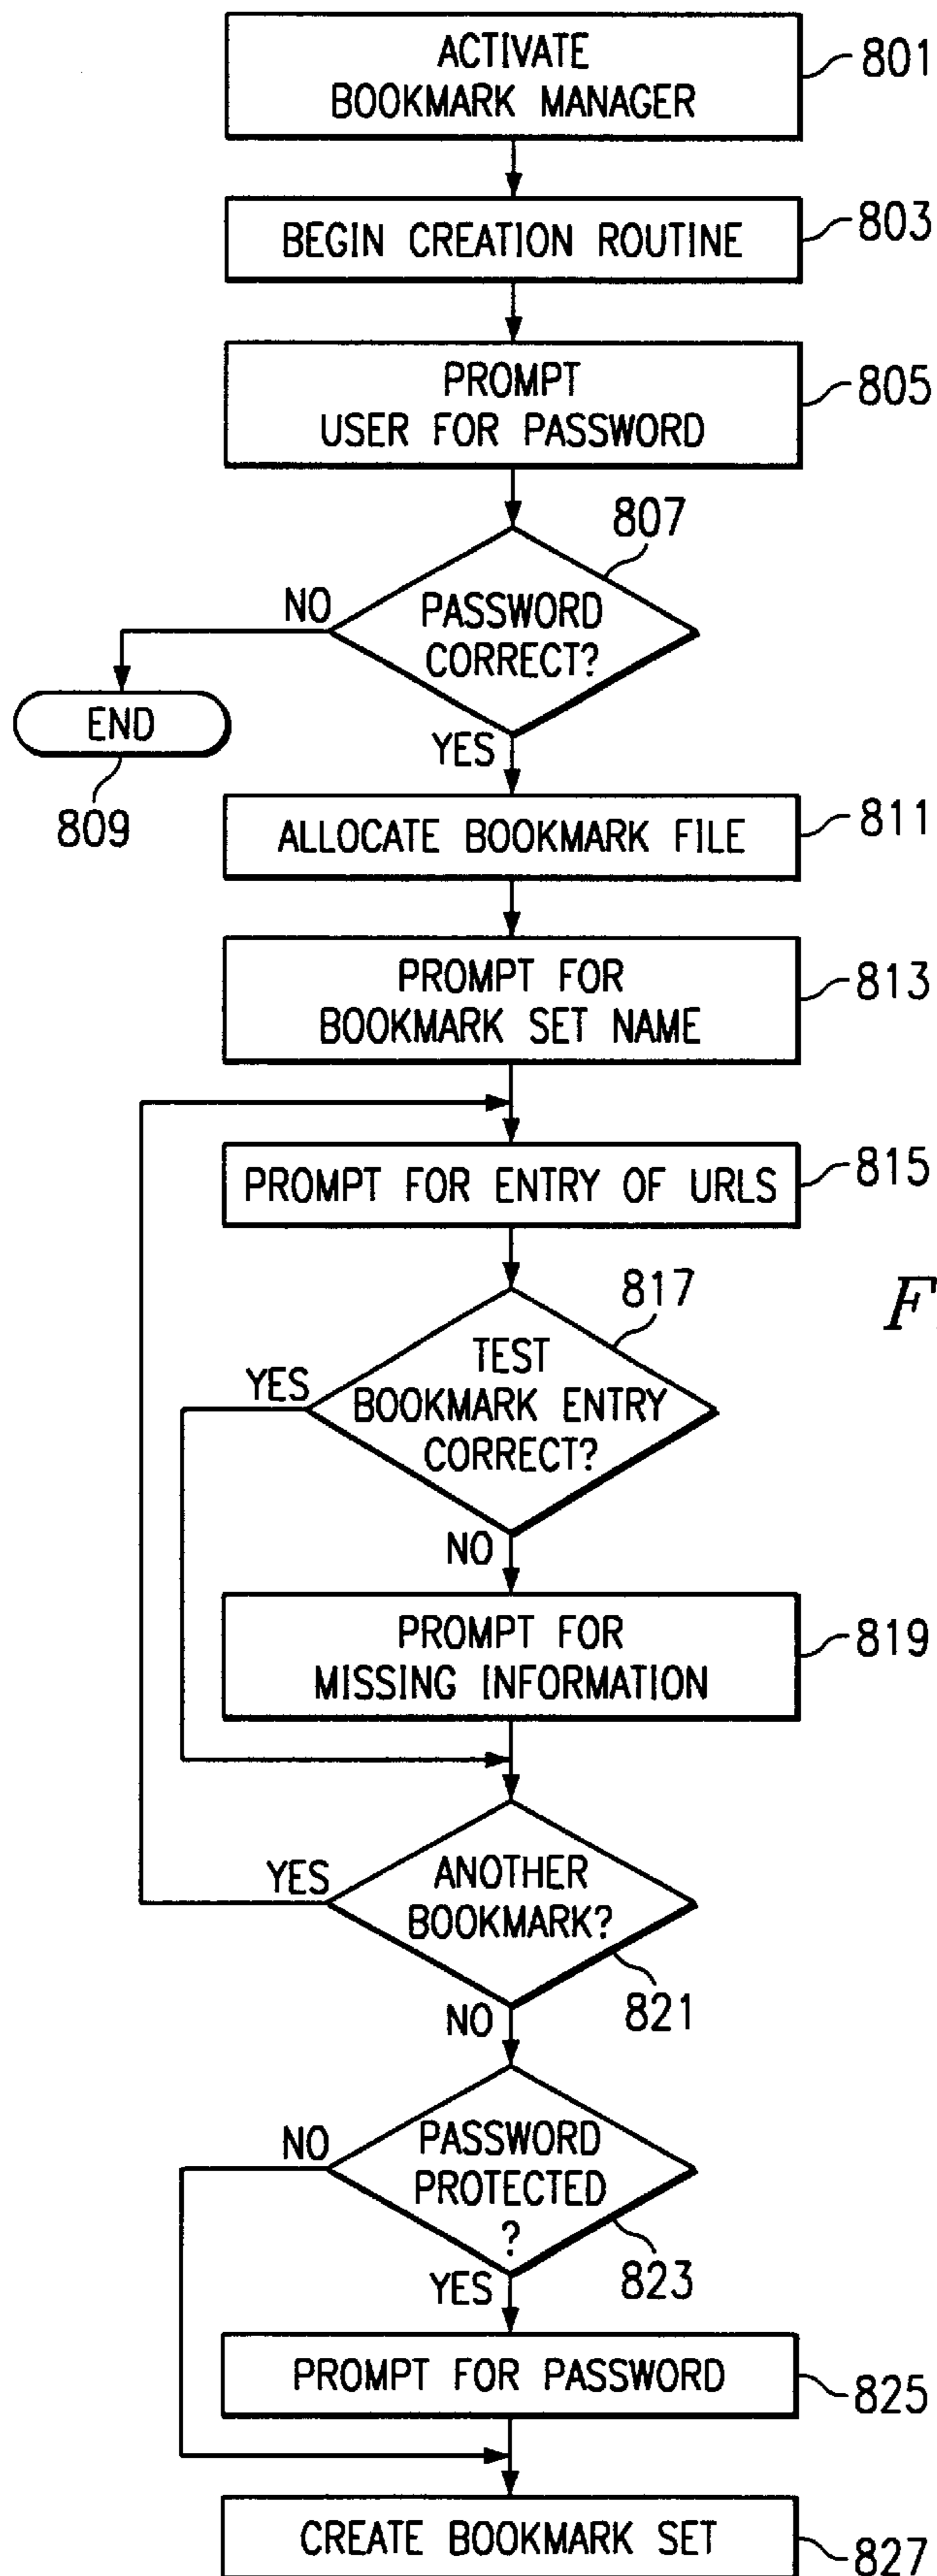 ACTIVATE
BOOKMARK MANAGER
801
BEGIN CREATION ROUTINE
803
PROMPT
USER FOR PASSWORD
805
807
PASSWORD
CORRECT?
NO
END
809
YES
ALLOCATE BOOKMARK FILE
811
PROMPT FOR
BOOKMARK SET NAME
813
PROMPT FOR ENTRY OF URLS
815
F
817
TEST
BOOKMARK ENTRY
CORRECT?
YES
NO
PROMPT FOR
MISSING INFORMATION
819
ANOTHER
BOOKMARK?
YES
821
NO
PASSWORD
PROTECTED
?
NO
823
YES
PROMPT FOR PASSWORD
825
CREATE BOOKMARK SET
827